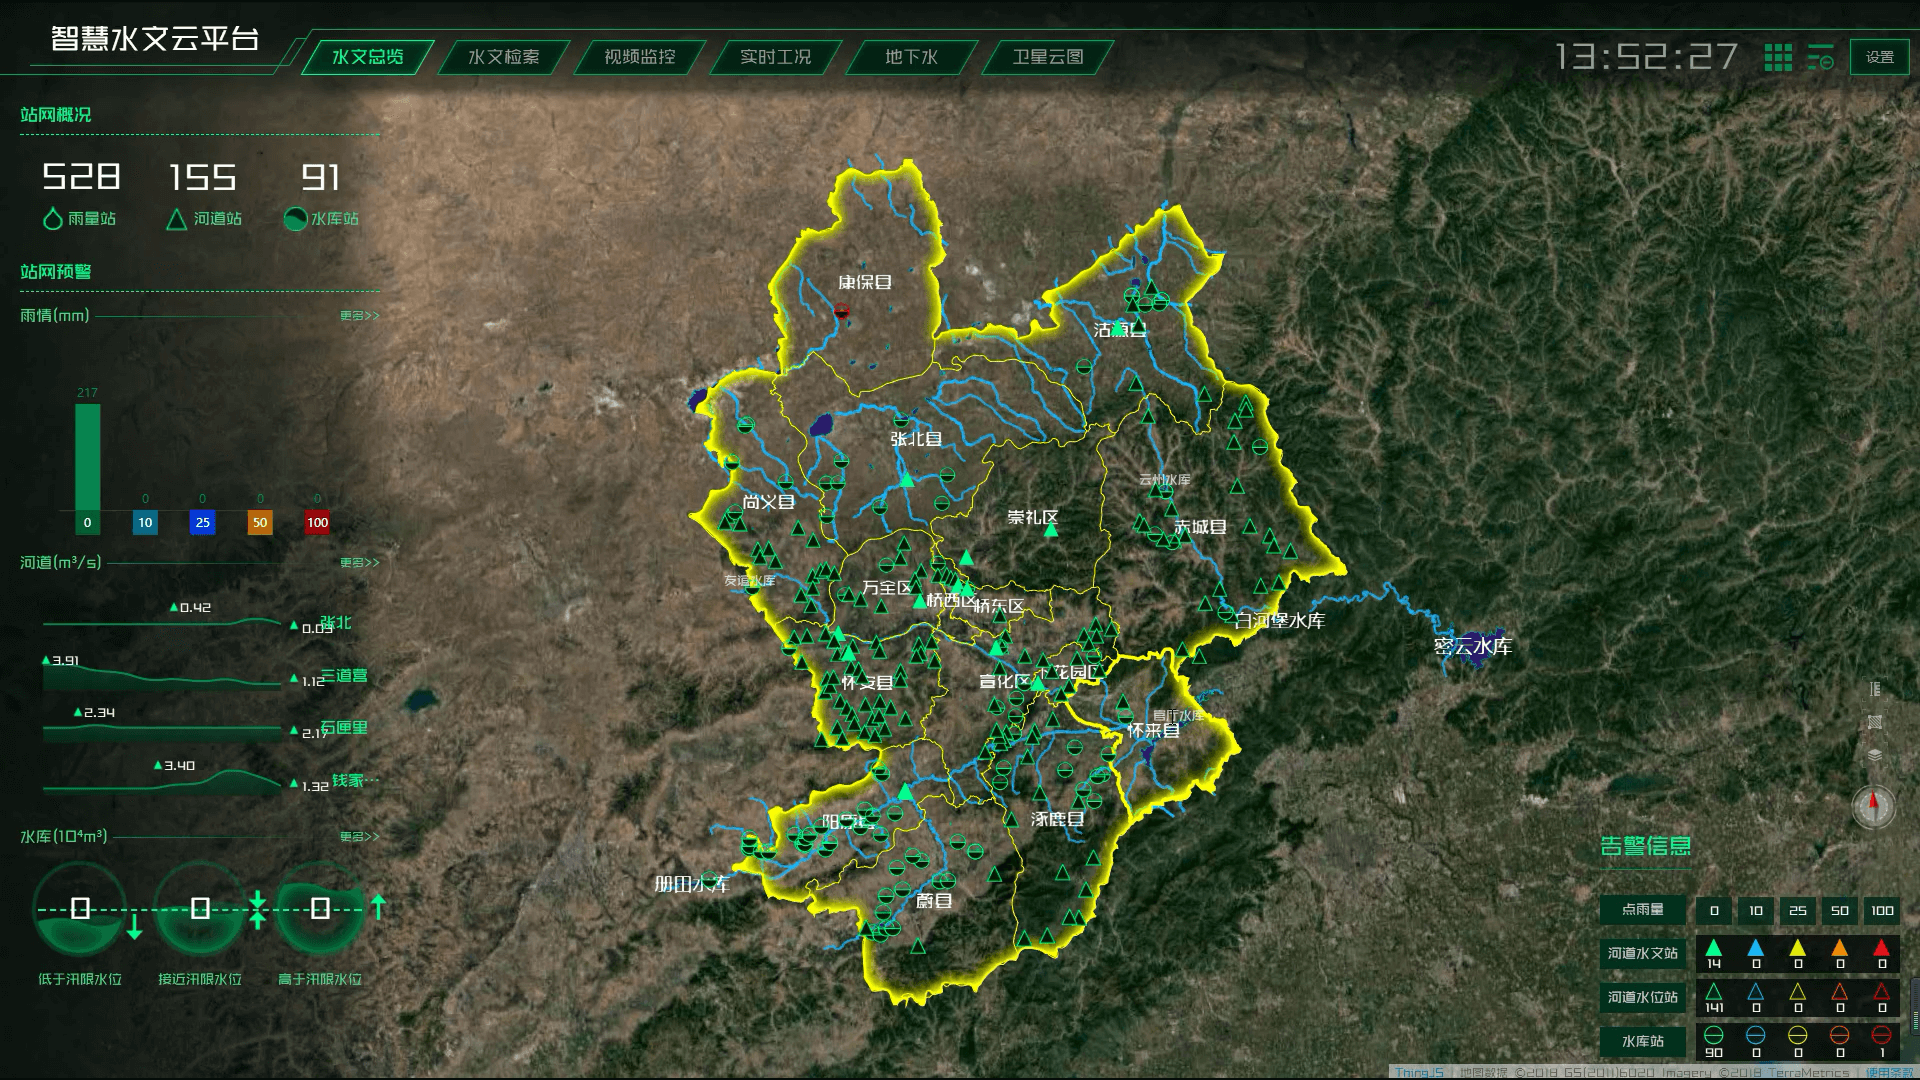 智慧水文云平台
水文总览 水文检索 视频监控 实时工况 地下水 卫星云图
13:52:27
设置
站网概况
528 155 91
雨量站 河道站 水库站
站网预警
雨情(mm) 更多>>
217 0 0 0 0
0 10 25 50 100
河道(m³/s) 更多>>
0.42 0.03 张北
3.91 1.12 三道营
2.34 2.17 石匣里
3.40 1.32 钱家…
水库(10⁴m³) 更多>>
0 0 0
低于汛限水位 接近汛限水位 高于汛限水位
康保县
沽源县
张北县
云州水库
尚义县
崇礼区
赤城县
友谊水库
万全区
桥西区
桥东区
白河堡水库
密云水库
怀安县
宣化区
下花园区
官厅水库
怀来县
阳原县
涿鹿县
册田水库
蔚县
告警信息
点雨量 0 10 25 50 100
河道水文站 14 0 0 0 0
河道水位站 141 0 0 0 0
水库站 90 0 0 0 1
ThingJS | 地图数据 ©2018 GS(2011)6020 Imagery ©2018 TerraMetrics | 使用条款